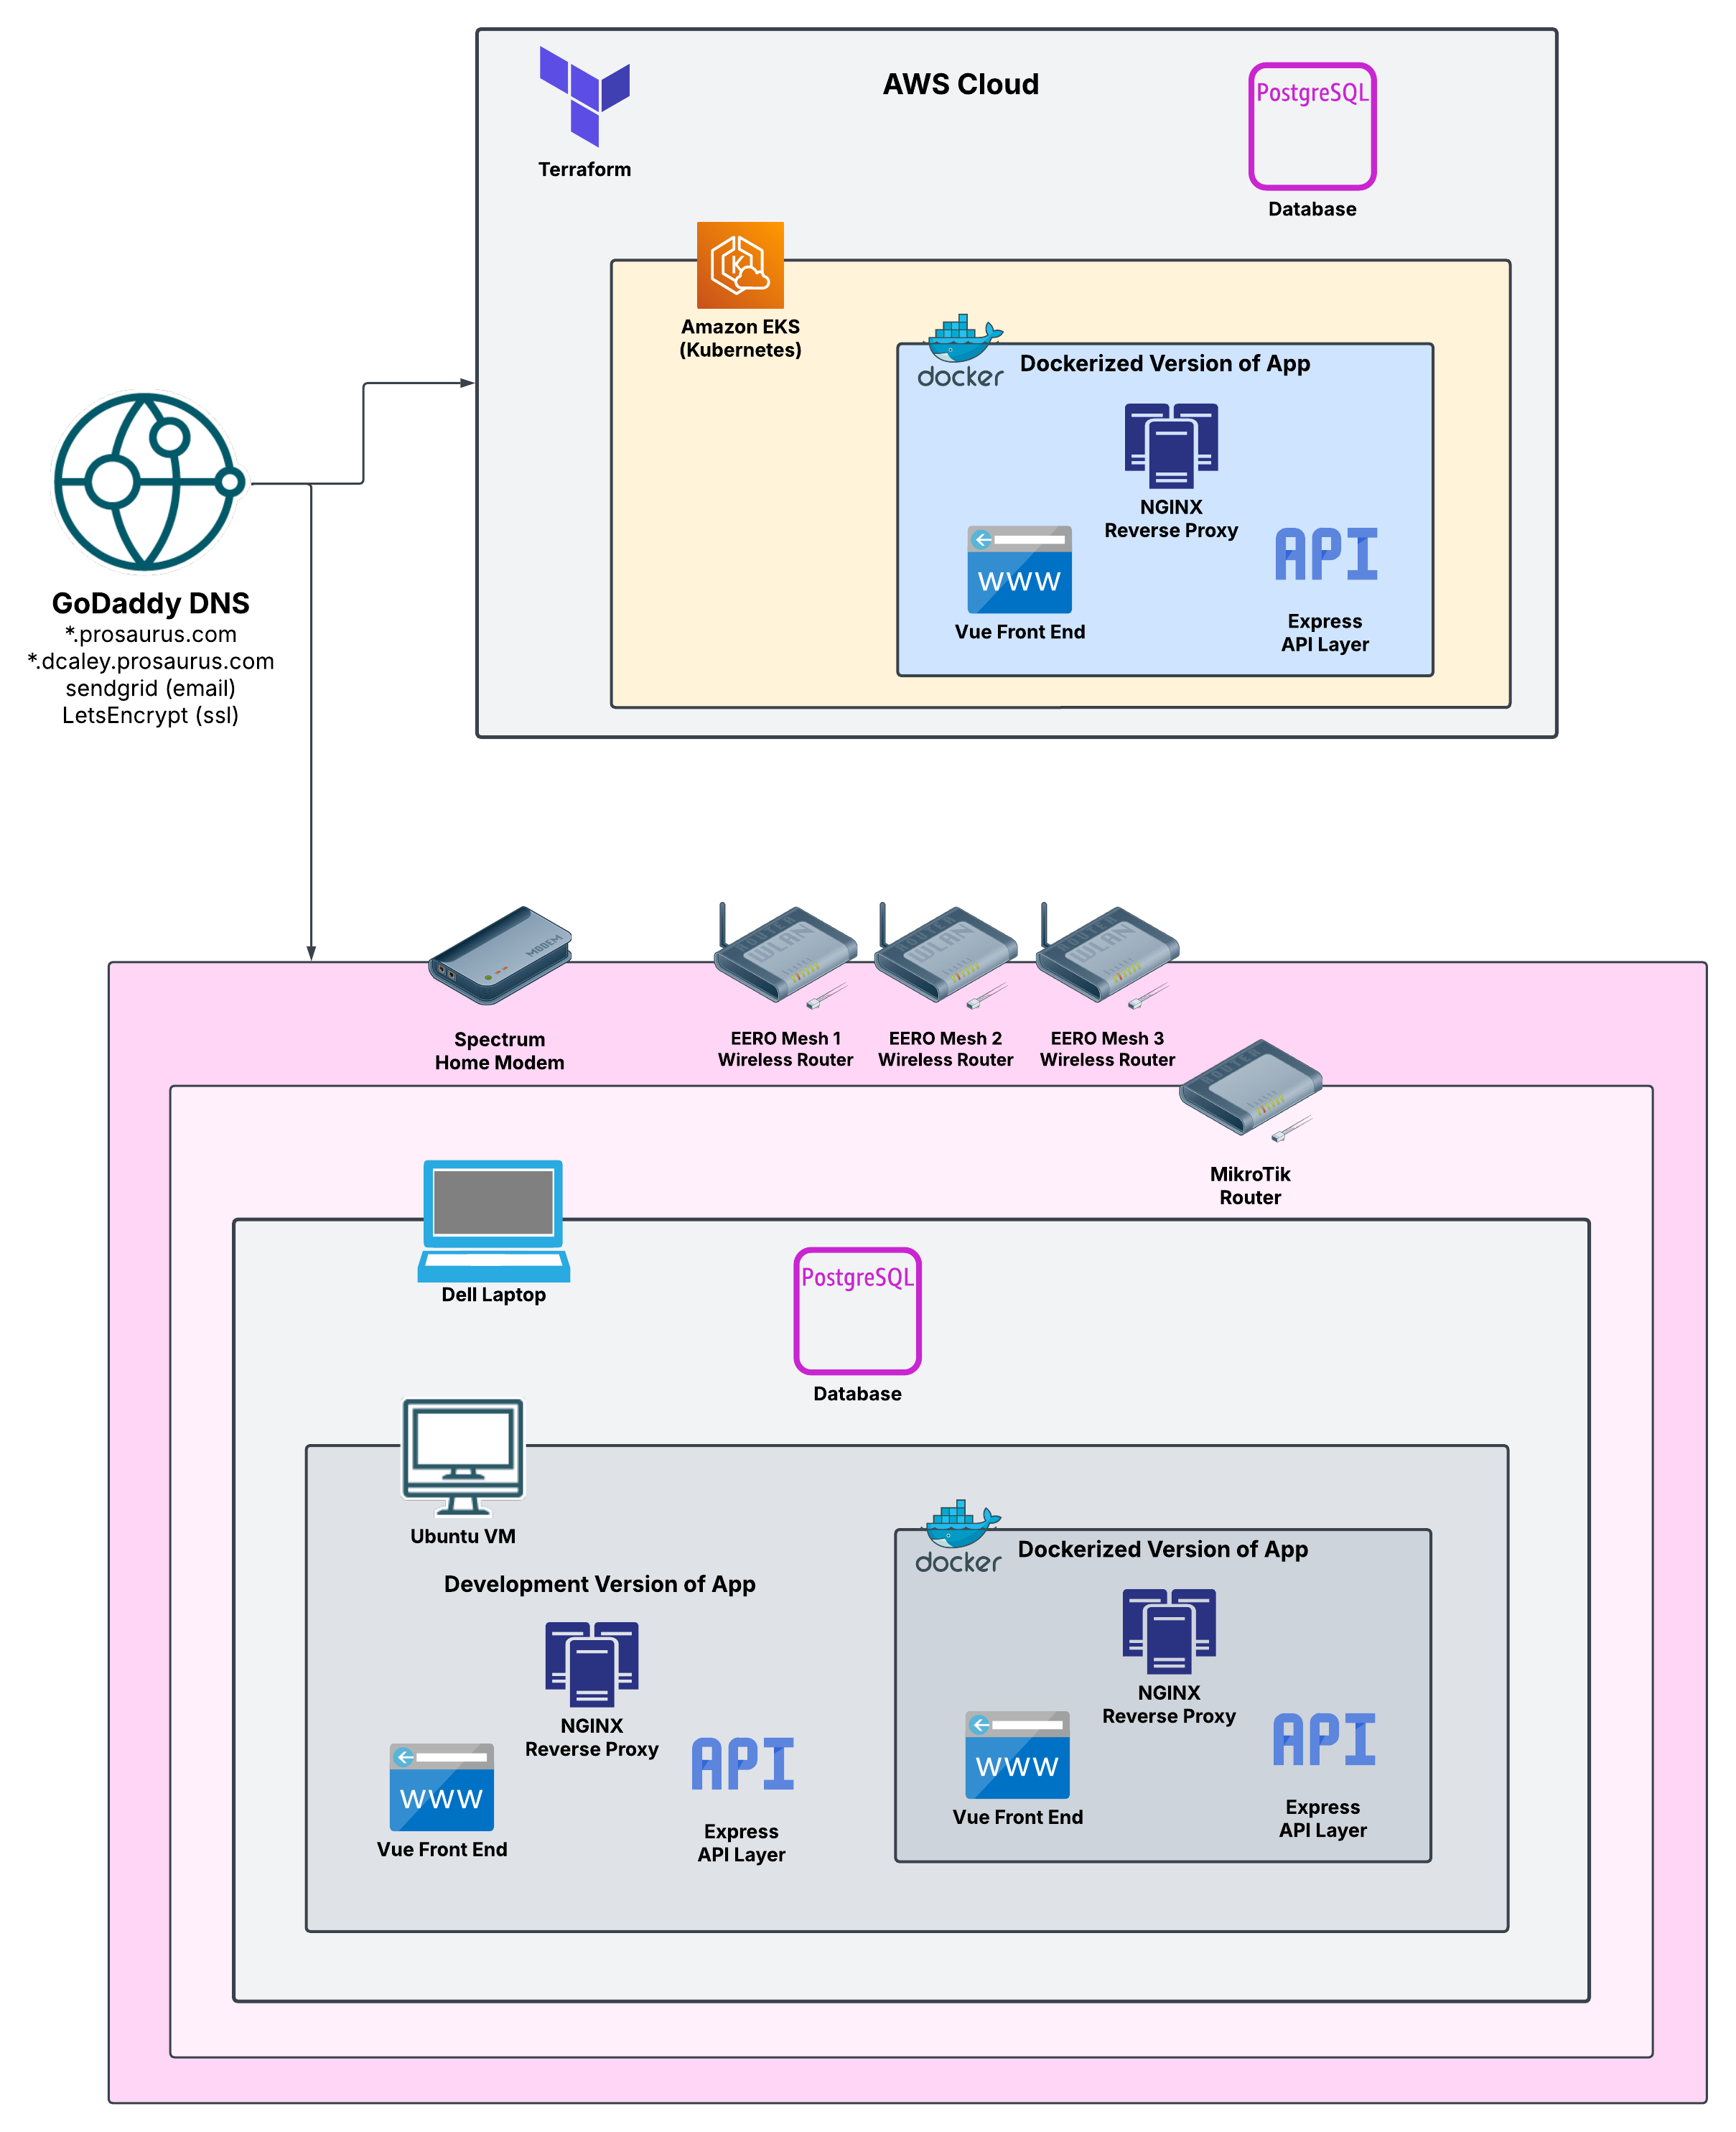 AWS Cloud
Terraform
PostgreSQL
Database
Amazon EKS
(Kubernetes)
docker
Dockerized Version of App
NGINX
Reverse Proxy
WWW
Vue Front End
API
Express
API Layer
GoDaddy DNS
*.prosaurus.com
*.dcaley.prosaurus.com
sendgrid (email)
LetsEncrypt (ssl)
MODEM
Spectrum
Home Modem
ROUTER
WLAN
EERO Mesh 1
Wireless Router
ROUTER
WLAN
EERO Mesh 2
Wireless Router
ROUTER
WLAN
EERO Mesh 3
Wireless Router
ROUTER
MikroTik
Router
Dell Laptop
PostgreSQL
Database
Ubuntu VM
Development Version of App
NGINX
Reverse Proxy
WWW
Vue Front End
API
Express
API Layer
docker
Dockerized Version of App
NGINX
Reverse Proxy
WWW
Vue Front End
API
Express
API Layer